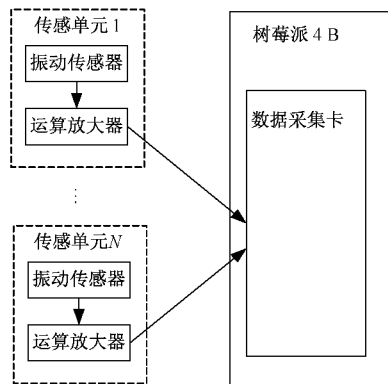 传感单元1
振动传感器
运算放大器
⋮
传感单元N
振动传感器
运算放大器
树莓派4B
数据采集卡